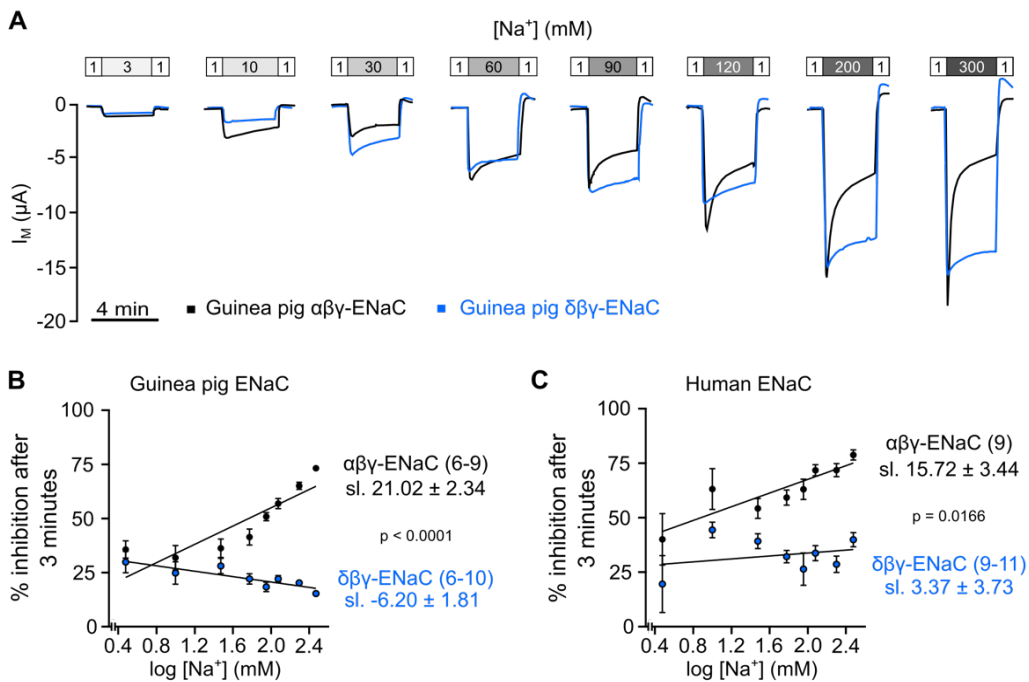 A
[Na⁺] (mM)
1 3 1 1 10 1 1 30 1 1 60 1 1 90 1 1 120 1 1 200 1 1 300 1
0
-5
-10
-15
-20
I_M (μA)
4 min
Guinea pig αβγ-ENaC
Guinea pig δβγ-ENaC
B
Guinea pig ENaC
% inhibition after
3 minutes
100
75
50
25
0
0.4 0.8 1.2 1.6 2.0 2.4
log [Na⁺] (mM)
αβγ-ENaC (6-9)
sl. 21.02 ± 2.34
p < 0.0001
δβγ-ENaC (6-10)
sl. -6.20 ± 1.81
C
Human ENaC
% inhibition after
3 minutes
100
75
50
25
0
0.4 0.8 1.2 1.6 2.0 2.4
log [Na⁺] (mM)
αβγ-ENaC (9)
sl. 15.72 ± 3.44
p = 0.0166
δβγ-ENaC (9-11)
sl. 3.37 ± 3.73